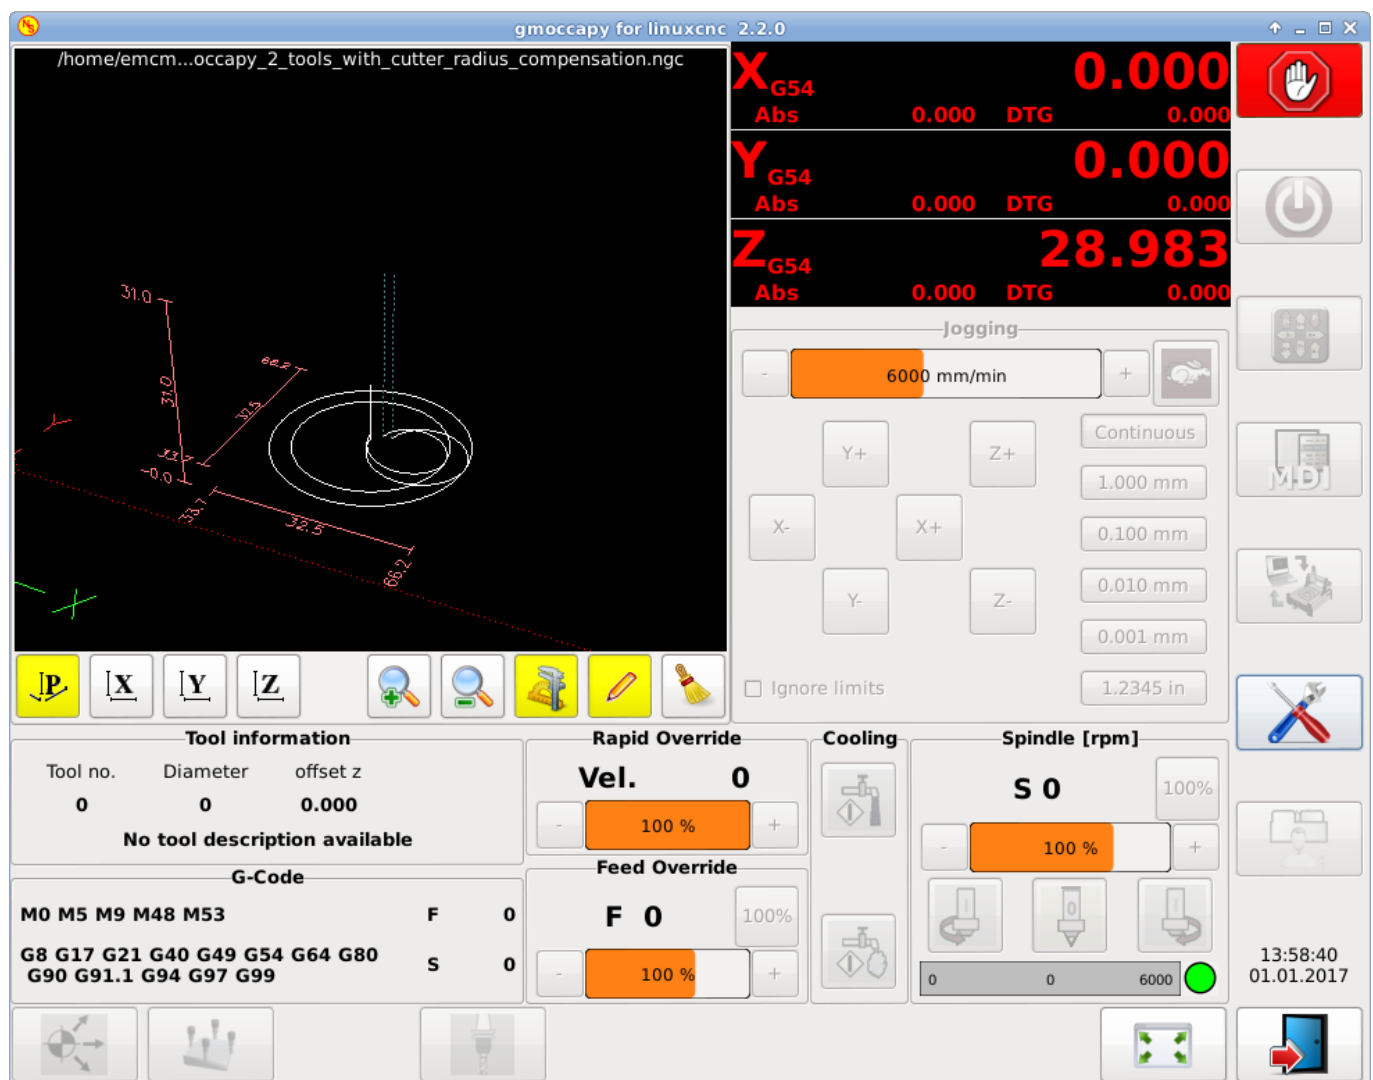 gmoccapy for linuxcnc 2.2.0
/home/emcm...occapy_2_tools_with_cutter_radius_compensation.ngc
X G54 0.000
Abs 0.000 DTG 0.000
Y G54 0.000
Abs 0.000 DTG 0.000
Z G54 28.983
Abs 0.000 DTG 0.000
31.0
66.2
31.0
32.5
Y
33.7
-0.0
33.7
32.5
66.2
X
Jogging
- 6000 mm/min +
Continuous
Y+ Z+
1.000 mm
X- X+
0.100 mm
0.010 mm
Y- Z-
0.001 mm
Ignore limits
1.2345 in
MDI
P X Y Z
Tool information
Tool no. Diameter offset z
0 0 0.000
No tool description available
G-Code
M0 M5 M9 M48 M53 F 0
G8 G17 G21 G40 G49 G54 G64 G80
G90 G91.1 G94 G97 G99
S 0
Rapid Override
Vel. 0
- 100 % +
Feed Override
F 0 100%
- 100 % +
Cooling
Spindle [rpm]
S 0 100%
- 100 % +
1 0 1
0 0 6000
13:58:40
01.01.2017